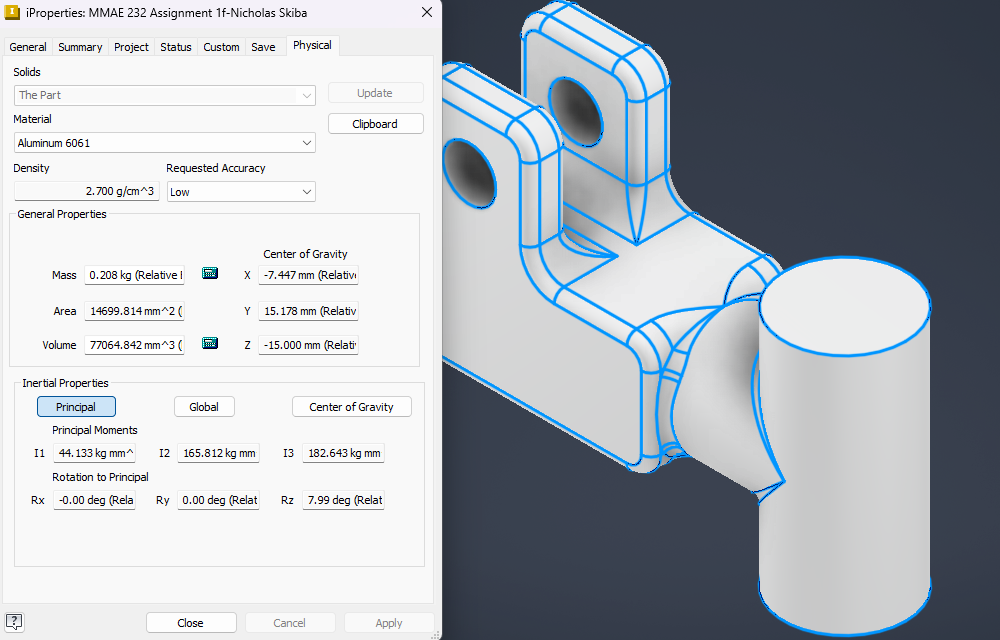 iProperties: MMAE 232 Assignment 1f-Nicholas Skiba
General Summary Project Status Custom Save Physical
Solids
The Part
Update
Material
Clipboard
Aluminum 6061
Density Requested Accuracy
2.700 g/cm^3 Low
General Properties
Center of Gravity
Mass 0.208 kg (Relative X -7.447 mm (Relativ
Area 14699.814 mm^2 ( Y 15.178 mm (Relativ
Volume 77064.842 mm^3 ( Z -15.000 mm (Relati
Inertial Properties
Principal Global Center of Gravity
Principal Moments
I1 44.133 kg mm^ I2 165.812 kg mm I3 182.643 kg mm
Rotation to Principal
Rx -0.00 deg (Rela Ry 0.00 deg (Relat Rz 7.99 deg (Relat
? Close Cancel Apply